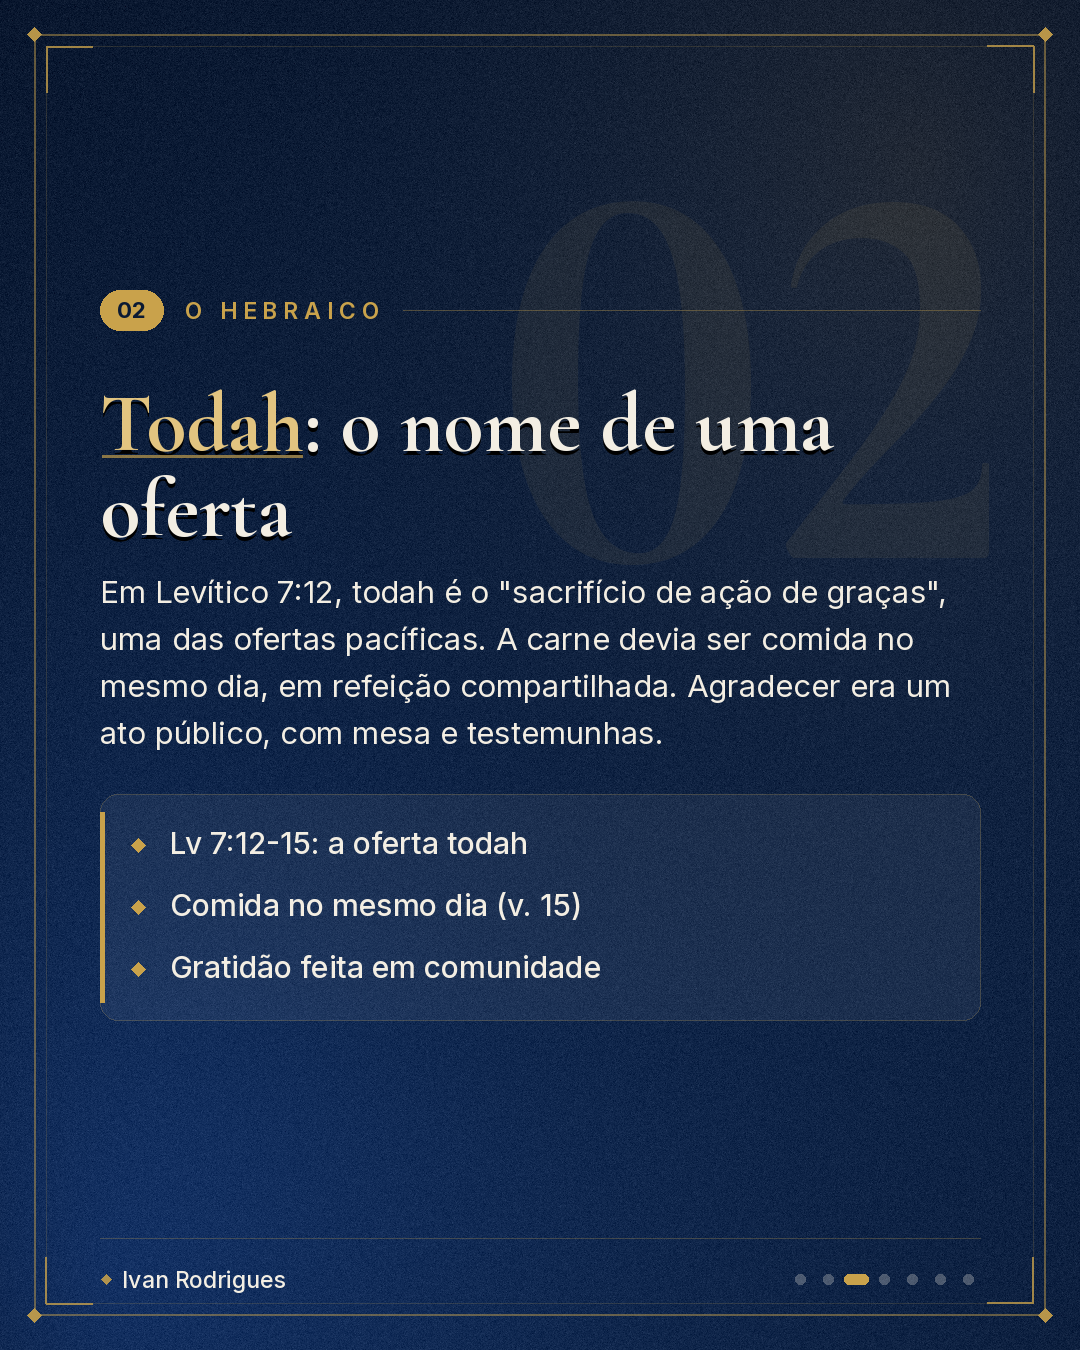 02
02 O HEBRAICO
Todah: o nome de uma
oferta
Em Levítico 7:12, todah é o "sacrifício de ação de graças",
uma das ofertas pacíficas. A carne devia ser comida no
mesmo dia, em refeição compartilhada. Agradecer era um
ato público, com mesa e testemunhas.
Lv 7:12-15: a oferta todah
Comida no mesmo dia (v. 15)
Gratidão feita em comunidade
Ivan Rodrigues